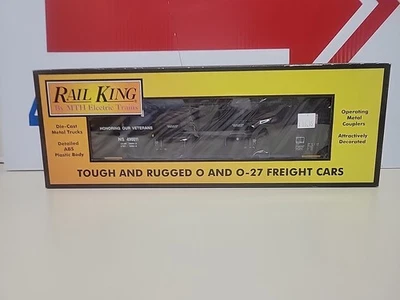 RAIL KING
By MTH Electric Trains
Die-Cast
Metal Trucks
Detailed
ABS
Plastic Body
HONORING OUR VETERANS
NS
Operating
Metal
Couplers
Attractively
Decorated
TOUGH AND RUGGED O AND O-27 FREIGHT CARS